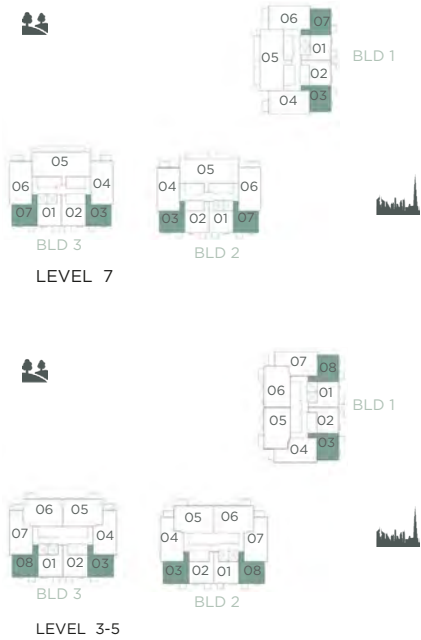 06 07
05 01
02
04 03
BLD 1
05
06 04
07 01 02 03
BLD 3
05
04 06
03 02 01 07
BLD 2
LEVEL 7
07 08
06 01
05 02
04 03
BLD 1
06 05
07 04
08 01 02 03
BLD 3
05 06
04 07
03 02 01 08
BLD 2
LEVEL 3-5